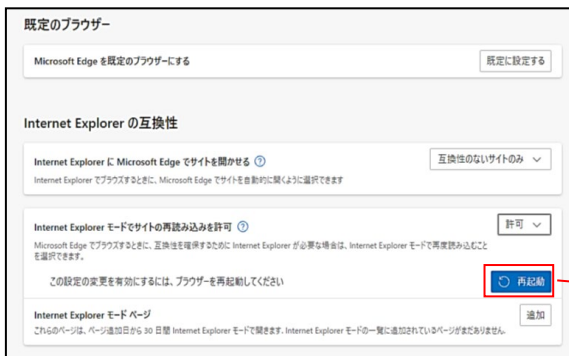 既定のブラウザー
Microsoft Edge を既定のブラウザーにする
既定に設定する
Internet Explorer の互換性
Internet Explorer に Microsoft Edge でサイトを開かせる ?
互換性のないサイトのみ
Internet Explorer でブラウズするときに、Microsoft Edge でサイトを自動的に開くように選択できます
Internet Explorer モードでサイトの再読み込みを許可 ?
許可
Microsoft Edge でブラウズするときに、互換性を確保するために Internet Explorer が必要な場合は、Internet Explorer モードで再度読み込むこと
を選択できます。
この設定の変更を有効にするには、ブラウザーを再起動してください
再起動
Internet Explorer モード ページ
追加
これらのページは、ページ追加日から 30 日間 Internet Explorer モードで開きます. Internet Explorer モードの一覧に追加されているページがまだありません.